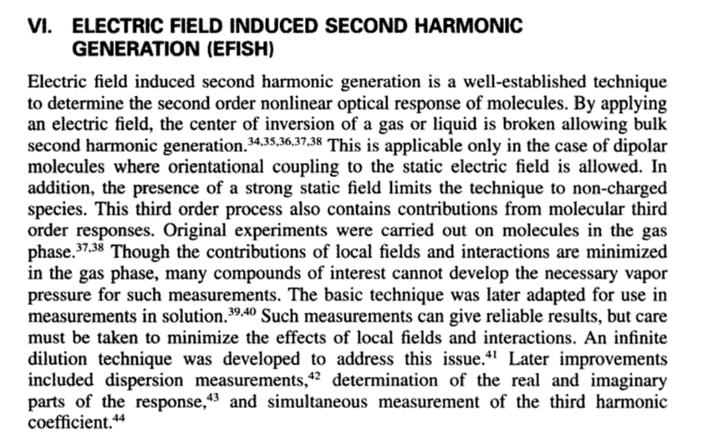 VI. ELECTRIC FIELD INDUCED SECOND HARMONIC
GENERATION (EFISH)
Electric field induced second harmonic generation is a well-established technique
to determine the second order nonlinear optical response of molecules. By applying
an electric field, the center of inversion of a gas or liquid is broken allowing bulk
second harmonic generation.34,35,36,37,38 This is applicable only in the case of dipolar
molecules where orientational coupling to the static electric field is allowed. In
addition, the presence of a strong static field limits the technique to non-charged
species. This third order process also contains contributions from molecular third
order responses. Original experiments were carried out on molecules in the gas
phase.37,38 Though the contributions of local fields and interactions are minimized
in the gas phase, many compounds of interest cannot develop the necessary vapor
pressure for such measurements. The basic technique was later adapted for use in
measurements in solution.39,40 Such measurements can give reliable results, but care
must be taken to minimize the effects of local fields and interactions. An infinite
dilution technique was developed to address this issue.41 Later improvements
included dispersion measurements,42 determination of the real and imaginary
parts of the response,43 and simultaneous measurement of the third harmonic
coefficient.44